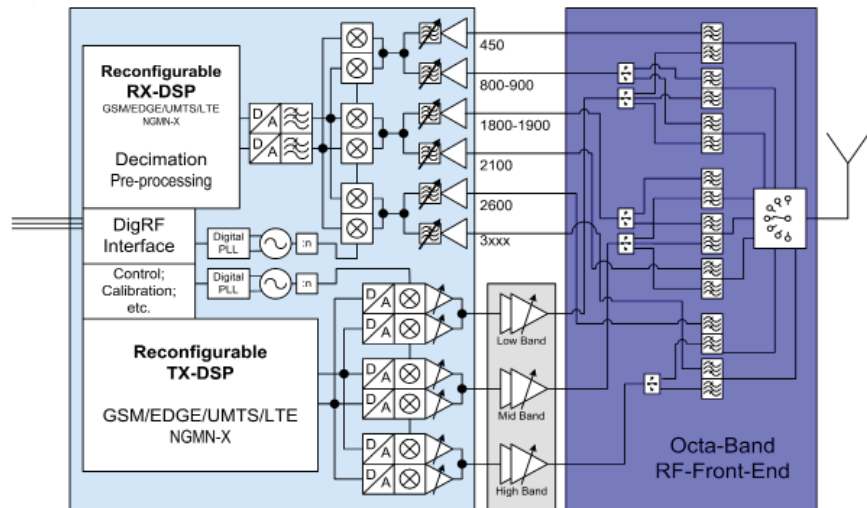 Reconfigurable
RX-DSP
GSM/EDGE/UMTS/LTE
NGMN-X
Decimation
Pre-processing
D
A
D
A
450
800-900
1800-1900
2100
2600
3xxx
DigRF
Interface
Digital
PLL
:n
Control;
Calibration;
etc.
Digital
PLL
:n
Reconfigurable
TX-DSP
GSM/EDGE/UMTS/LTE
NGMN-X
D
A
D
A
D
A
D
A
D
A
D
A
Low Band
Mid Band
High Band
Octa-Band
RF-Front-End